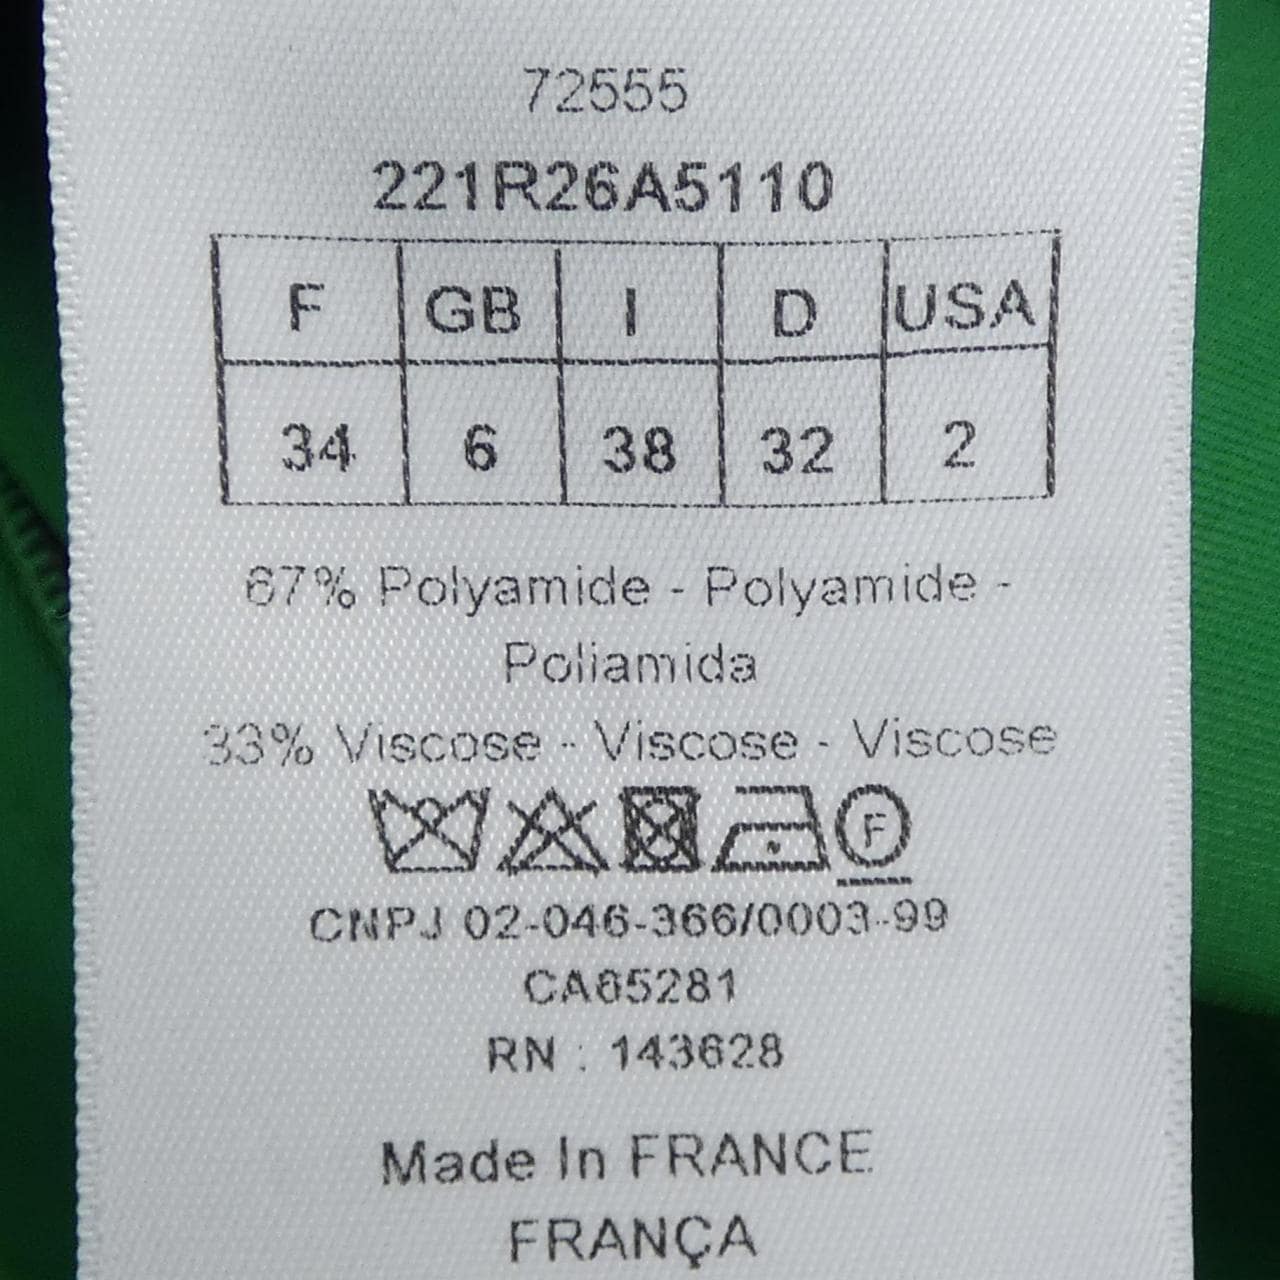 72555
221R26A5110
F GB I D USA
34 6 38 32 2
67% Polyamide - Polyamide -
Poliamida
33% Viscose - Viscose - Viscose
F
CNPJ 02-046-366/0003-99
CA65281
RN : 143628
Made In FRANCE
FRANÇA